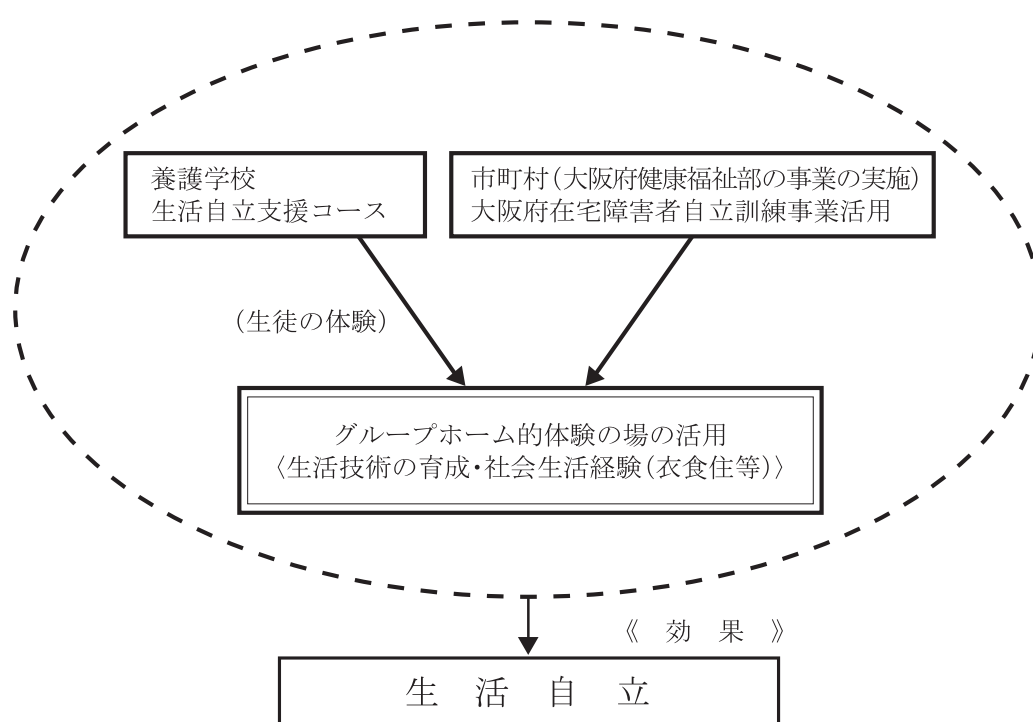 養護学校
生活自立支援コース
市町村(大阪府健康福祉部の事業の実施)
大阪府在宅障害者自立訓練事業活用
(生徒の体験)
グループホーム的体験の場の活用
〈生活技術の育成・社会生活経験(衣食住等)〉
《 効 果 》
生 活 自 立